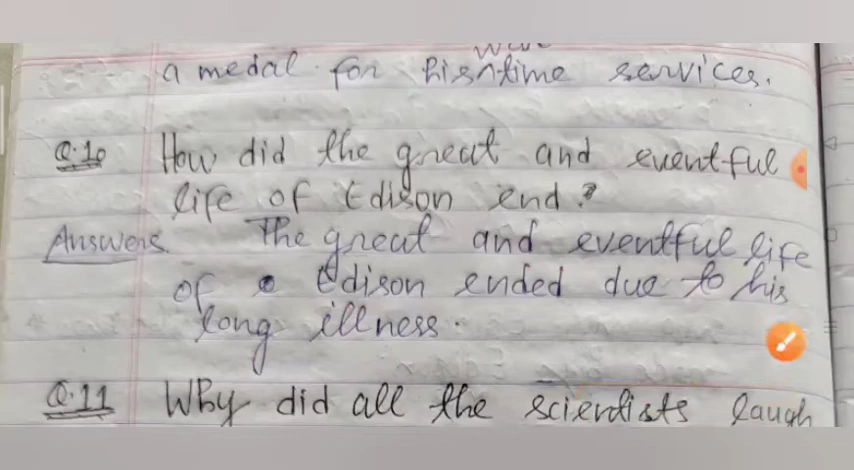 a medal for his time services.
Q.10 How did the great and eventful
life of Edison end?
Answers The great and eventful life
of Edison ended due to his
long illness.
Q.11 Why did all the scientists laugh